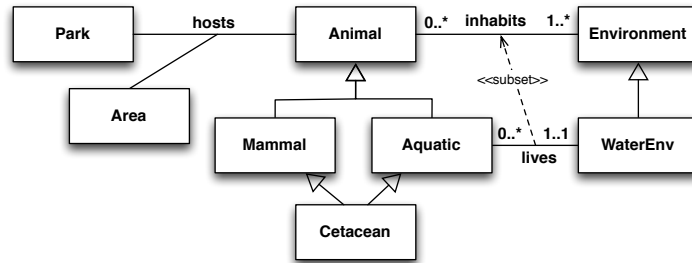 hosts
0..* inhabits 1..*
Park
Animal
Environment
<<subset>>
Area
0..* 1..1
Mammal
Aquatic
WaterEnv
lives
Cetacean